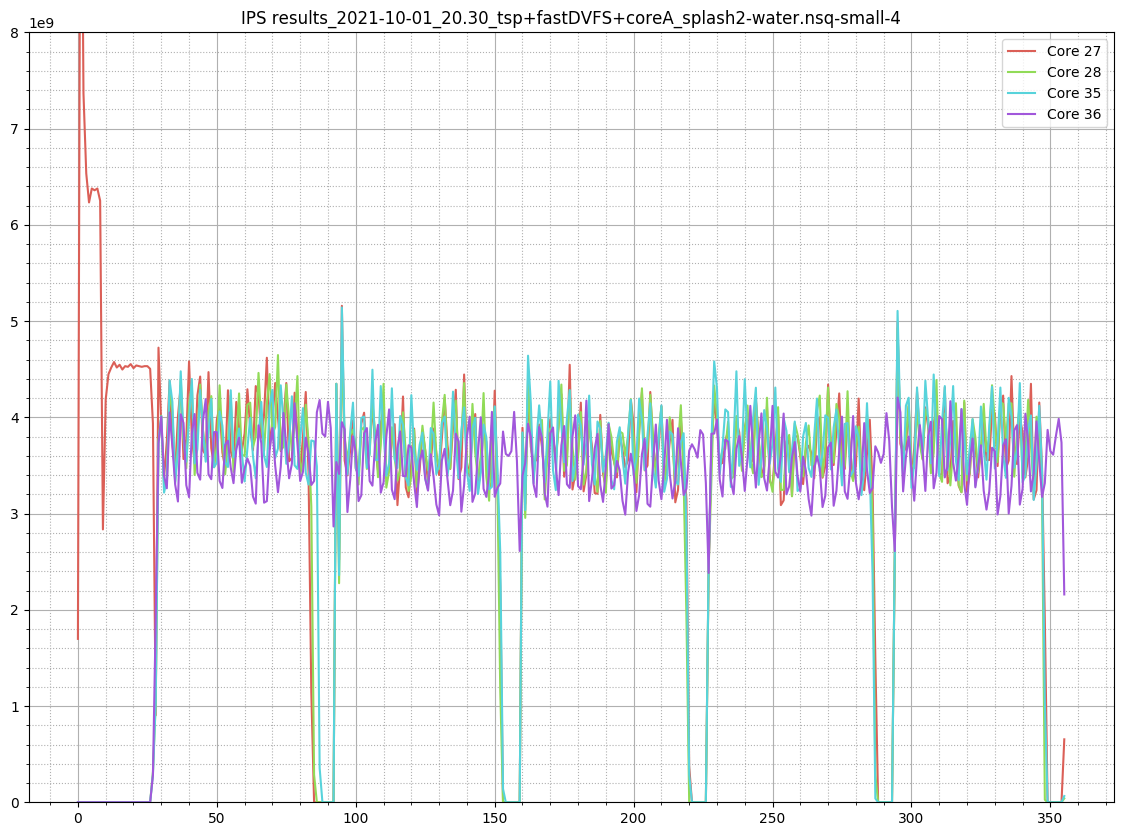 IPS results_2021-10-01_20.30_tsp+fastDVFS+coreA_splash2-water.nsq-small-4
1e9
8
7
6
5
4
3
2
1
0
Core 27
Core 28
Core 35
Core 36
0 50 100 150 200 250 300 350